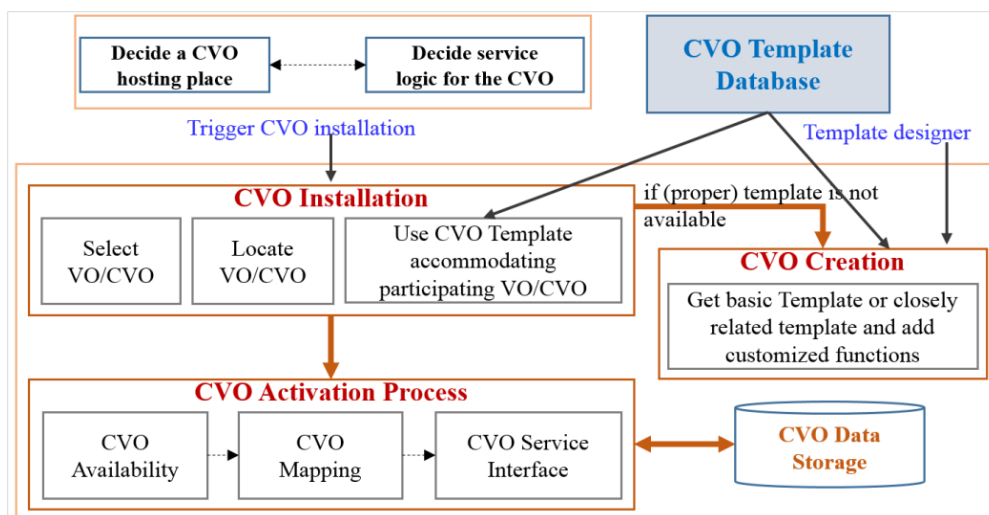 Decide a CVO
hosting place
Decide service
logic for the CVO
CVO Template
Database
Trigger CVO installation
Template designer
CVO Installation
if (proper) template is not
available
Select
VO/CVO
Locate
VO/CVO
Use CVO Template
accommodating
participating VO/CVO
CVO Creation
Get basic Template or closely
related template and add
customized functions
CVO Activation Process
CVO
Availability
CVO
Mapping
CVO Service
Interface
CVO Data
Storage